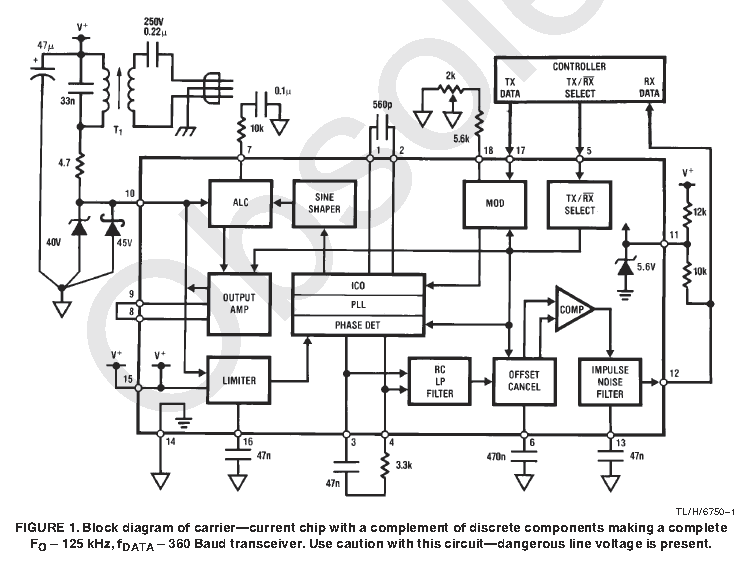 V+
47μ
+
33n
T1
250V
0.22μ
4.7
40V
45V
0.1μ
10k
560p
2k
5.6k
CONTROLLER
TX DATA
TX/RX SELECT
RX DATA
7
1
2
18
17
5
10
ALC
SINE SHAPER
MOD
TX/RX SELECT
V+
12k
11
10k
5.6V
9
8
OUTPUT AMP
ICO
PLL
PHASE DET
COMP
V+
V+
15
LIMITER
RC LP FILTER
OFFSET CANCEL
IMPULSE NOISE FILTER
12
14
16
3
4
6
13
47n
47n
3.3k
470n
47n
Obsolete
TL/H/6750–1
FIGURE 1. Block diagram of carrier—current chip with a complement of discrete components making a complete
FO – 125 kHz, fDATA – 360 Baud transceiver. Use caution with this circuit—dangerous line voltage is present.